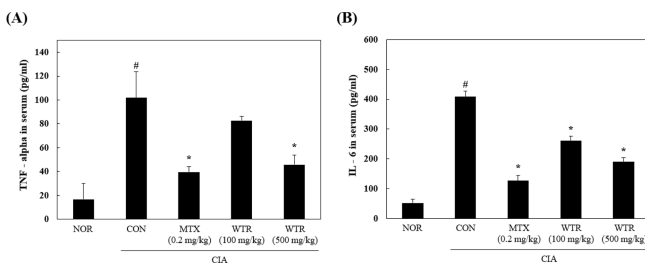 (A)
TNF - alpha in serum (pg/ml)
140
120
100
80
60
40
20
0
#
*
*
NOR
CON
MTX
(0.2 mg/kg)
WTR
(100 mg/kg)
WTR
(500 mg/kg)
CIA
(B)
IL - 6 in serum (pg/ml)
600
500
400
300
200
100
0
#
*
*
*
NOR
CON
MTX
(0.2 mg/kg)
WTR
(100 mg/kg)
WTR
(500 mg/kg)
CIA